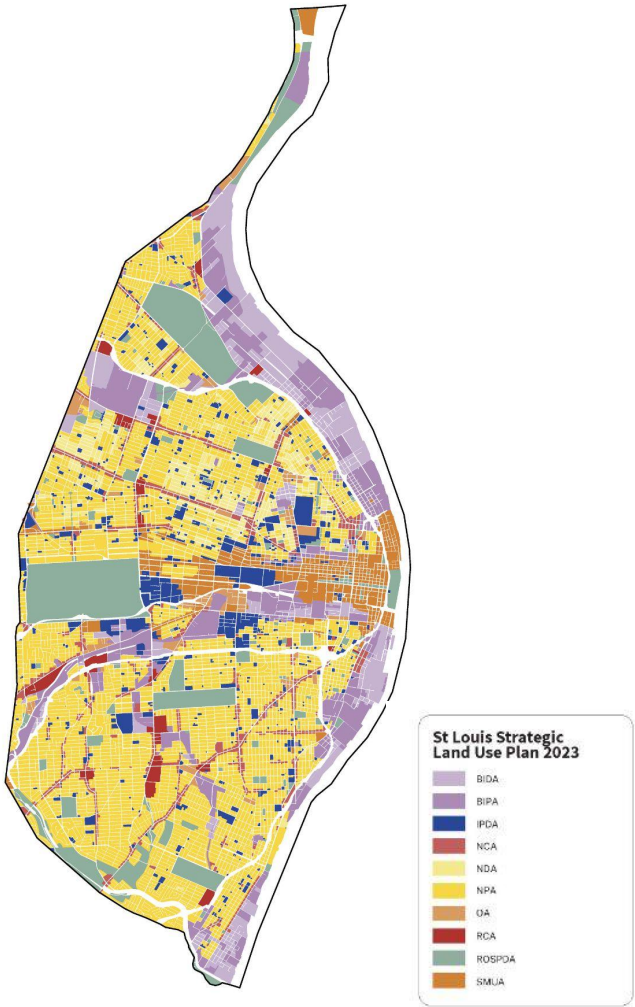 St Louis Strategic
Land Use Plan 2023
BIDA
BIPA
IPDA
NCA
NDA
NPA
OA
RCA
ROSPDA
SMUA